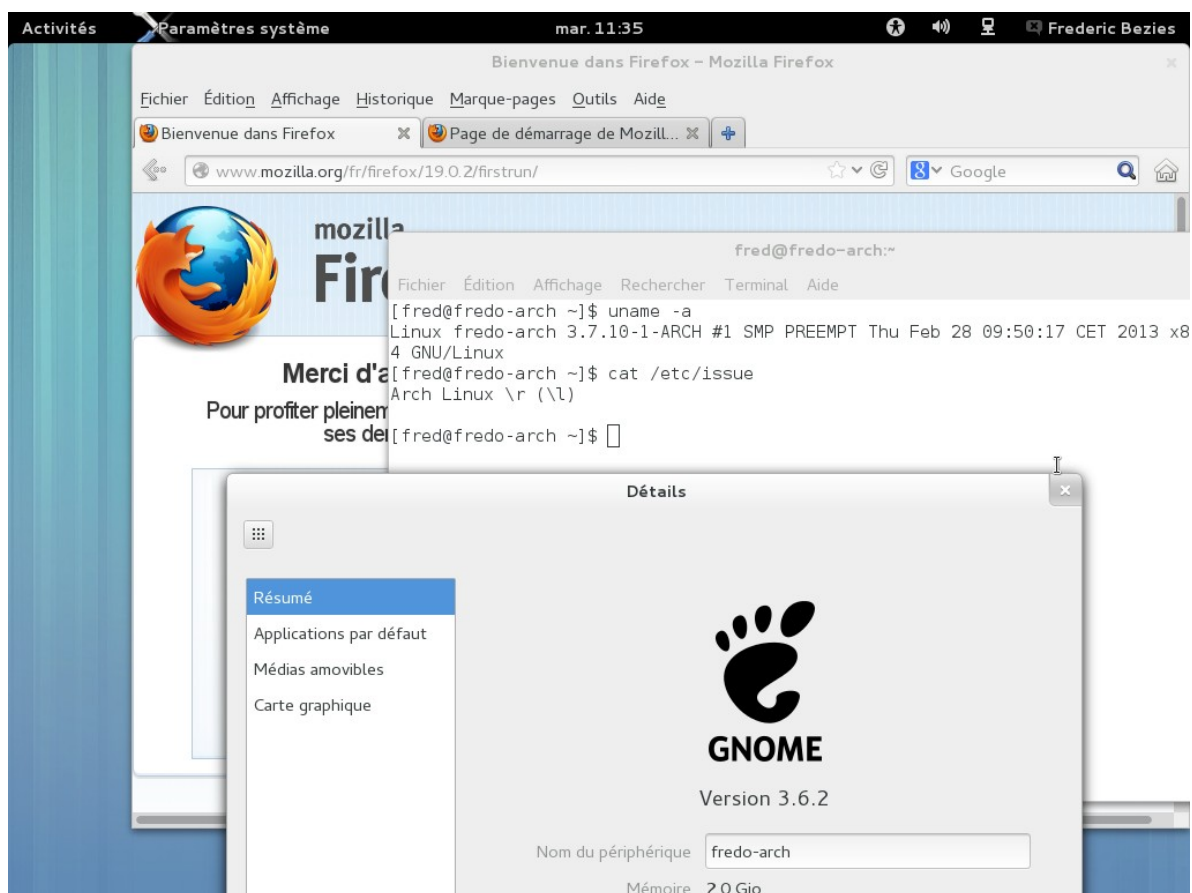 Activités Paramètres système mar. 11:35 Frederic Bezies
Bienvenue dans Firefox – Mozilla Firefox
Fichier Édition Affichage Historique Marque-pages Outils Aide
Bienvenue dans Firefox Page de démarrage de Mozill...
www.mozilla.org/fr/firefox/19.0.2/firstrun/ Google
mozilla
Fire
Merci d'a
Pour profiter pleinem
ses der
fred@fredo-arch:~
Fichier Édition Affichage Rechercher Terminal Aide
[fred@fredo-arch ~]$ uname -a
Linux fredo-arch 3.7.10-1-ARCH #1 SMP PREEMPT Thu Feb 28 09:50:17 CET 2013 x8
4 GNU/Linux
[fred@fredo-arch ~]$ cat /etc/issue
Arch Linux \r (\l)
[fred@fredo-arch ~]$
Détails
Résumé
Applications par défaut
Médias amovibles
Carte graphique
GNOME
Version 3.6.2
Nom du périphérique fredo-arch
Mémoire 2,0 Gio